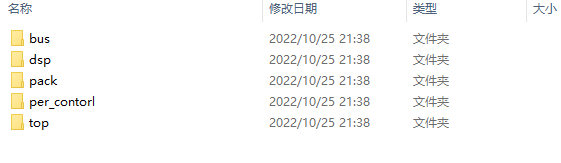 名称 修改日期 类型 大小
bus 2022/10/25 21:38 文件夹
dsp 2022/10/25 21:38 文件夹
pack 2022/10/25 21:38 文件夹
per_contorl 2022/10/25 21:38 文件夹
top 2022/10/25 21:38 文件夹